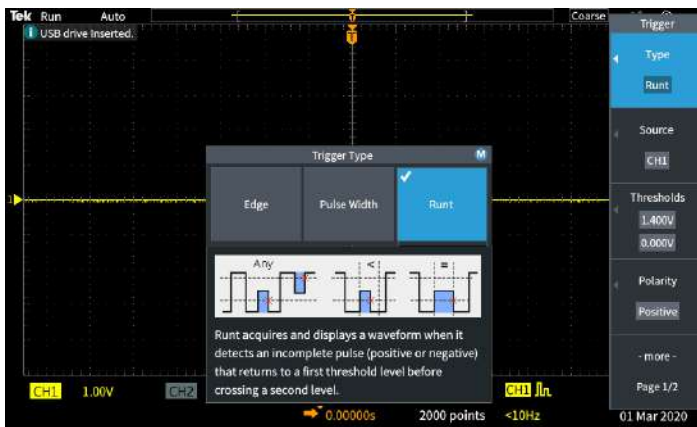 Tek Run Auto
Coarse
USB drive Inserted.
Trigger
Type
Runt
Source
CH1
Thresholds
1.400V
0.000V
Polarity
Positive
- more -
Page 1/2
Trigger Type
M
Edge
Pulse Width
Runt
Any
<
=
Runt acquires and displays a waveform when it
detects an incomplete pulse (positive or negative)
that returns to a first threshold level before
crossing a second level.
CH1 1.00V
CH2
CH1
0.00000s
2000 points
<10Hz
01 Mar 2020